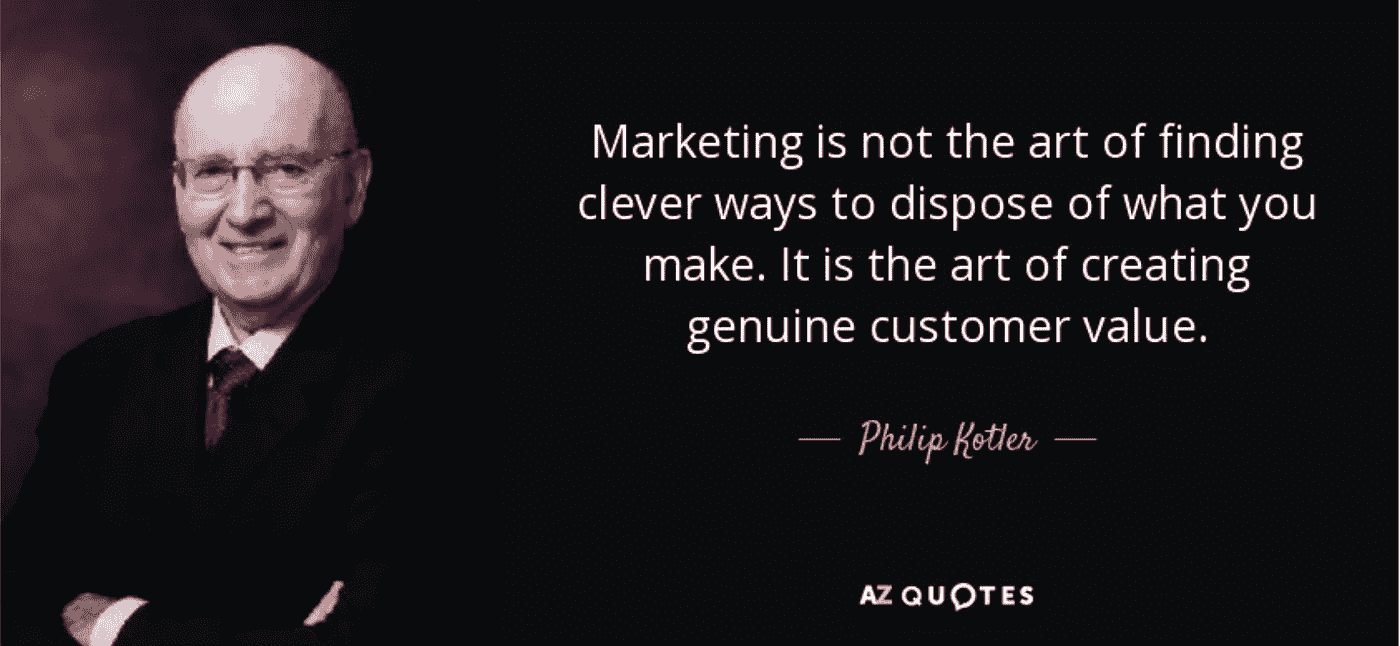 Marketing is not the art of finding
clever ways to dispose of what you
make. It is the art of creating
genuine customer value.
Philip Kotler
AZ QUOTES